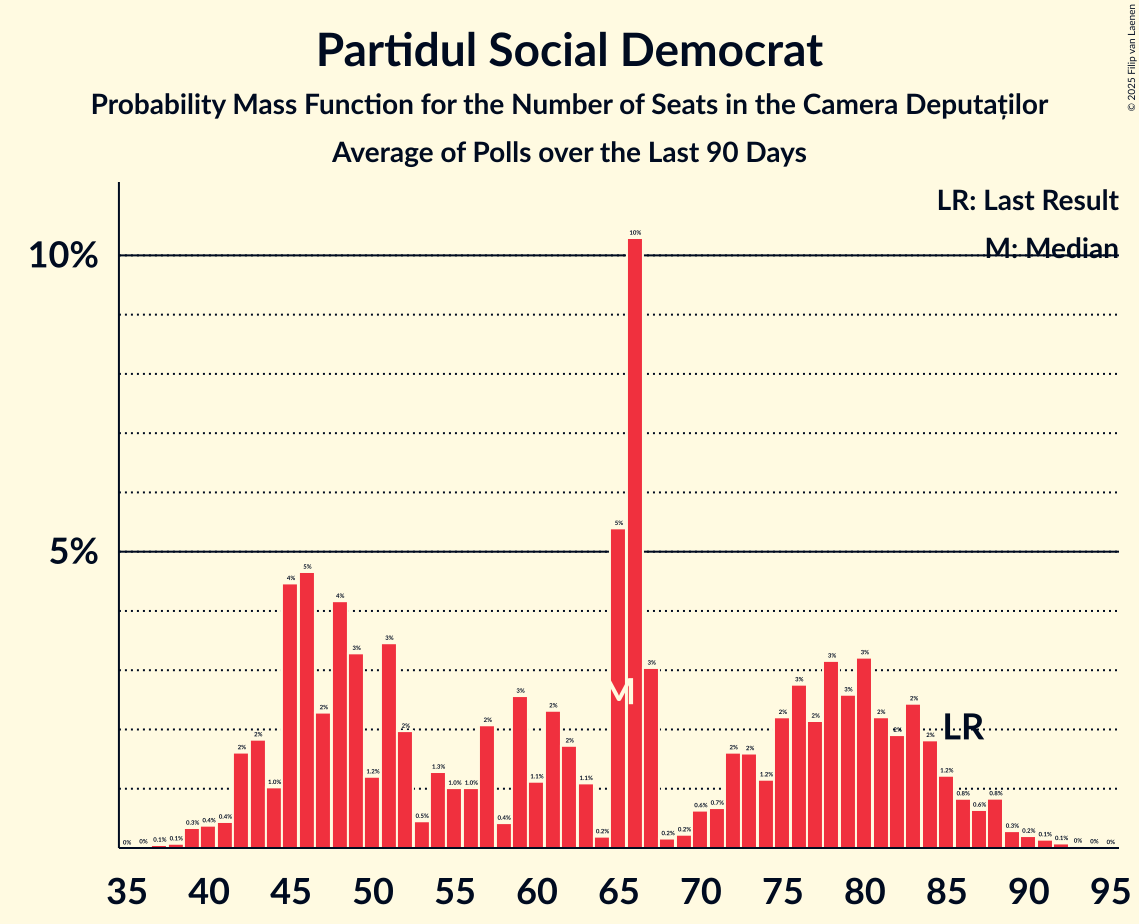 Partidul Social Democrat
Probability Mass Function for the Number of Seats in the Camera Deputaților
Average of Polls over the Last 90 Days
© 2025 Filip van Laenen
LR: Last Result
M: Median
10%
5%
0% 0% 0.1% 0.1% 0.3% 0.4% 0.4% 2% 2% 1.0% 4% 5% 2% 4% 3% 1.2% 3% 2% 0.5% 1.3% 1.0% 1.0% 2% 0.4% 3% 1.1% 2% 2% 1.1% 0.2% 5% 10% 3% 0.2% 0.2% 0.6% 0.7% 2% 2% 1.2% 2% 3% 2% 3% 3% 3% 2% 2% 2% 2% 1.2% 0.8% 0.6% 0.8% 0.3% 0.2% 0.1% 0.1% 0% 0% 0%
M
LR
35 40 45 50 55 60 65 70 75 80 85 90 95